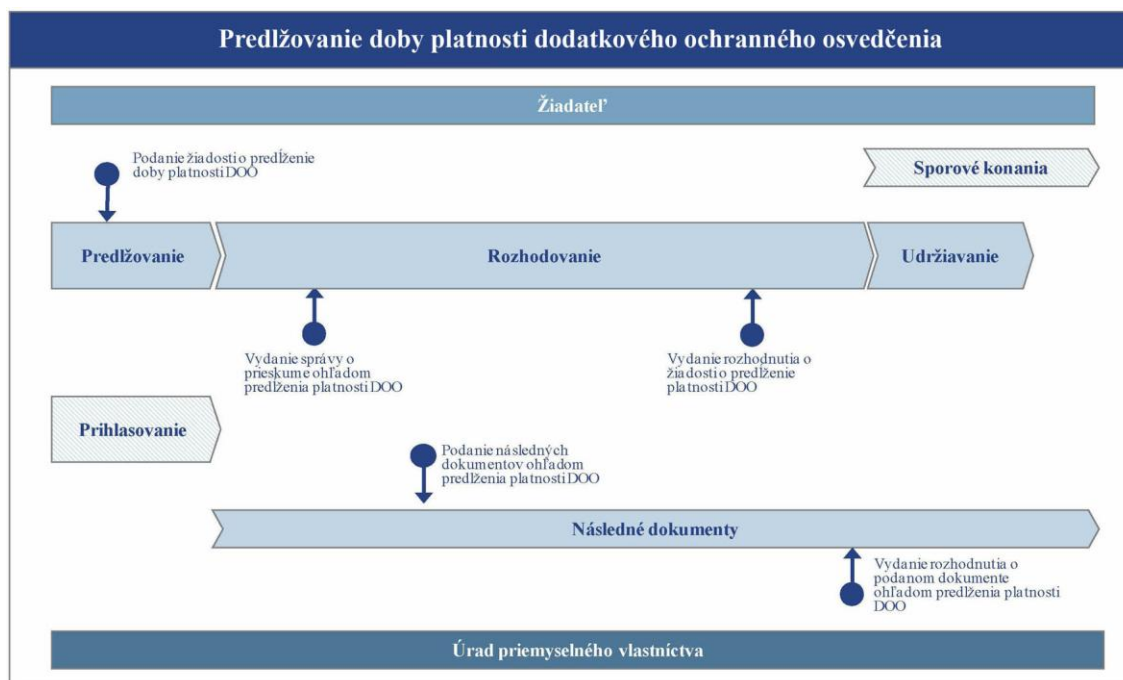 Predlžovanie doby platnosti dodatkového ochranného osvedčenia
Žiadateľ
Podanie žiadosti o predĺženie
doby platnosti DOO
Sporové konania
Predlžovanie
Rozhodovanie
Udržiavanie
Vydanie správy o
prieskume ohľadom
predĺženia platnosti DOO
Vydanie rozhodnutia o
žiadosti o predĺženie
platnosti DOO
Prihlasovanie
Podanie následných
dokumentov ohľadom
predĺženia platnosti DOO
Následné dokumenty
Vydanie rozhodnutia o
podanom dokumente
ohľadom predĺženia platnosti
DOO
Úrad priemyselného vlastníctva